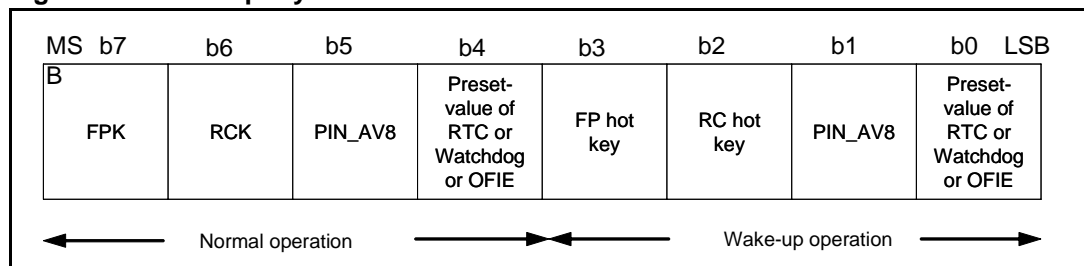 MS b7 b6 b5 b4 b3 b2 b1 b0 LSB
B
FPK
RCK
PIN_AV8
Preset-
value of
RTC or
Watchdog
or OFIE
FP hot
key
RC hot
key
PIN_AV8
Preset-
value of
RTC or
Watchdog
or OFIE
Normal operation
Wake-up operation